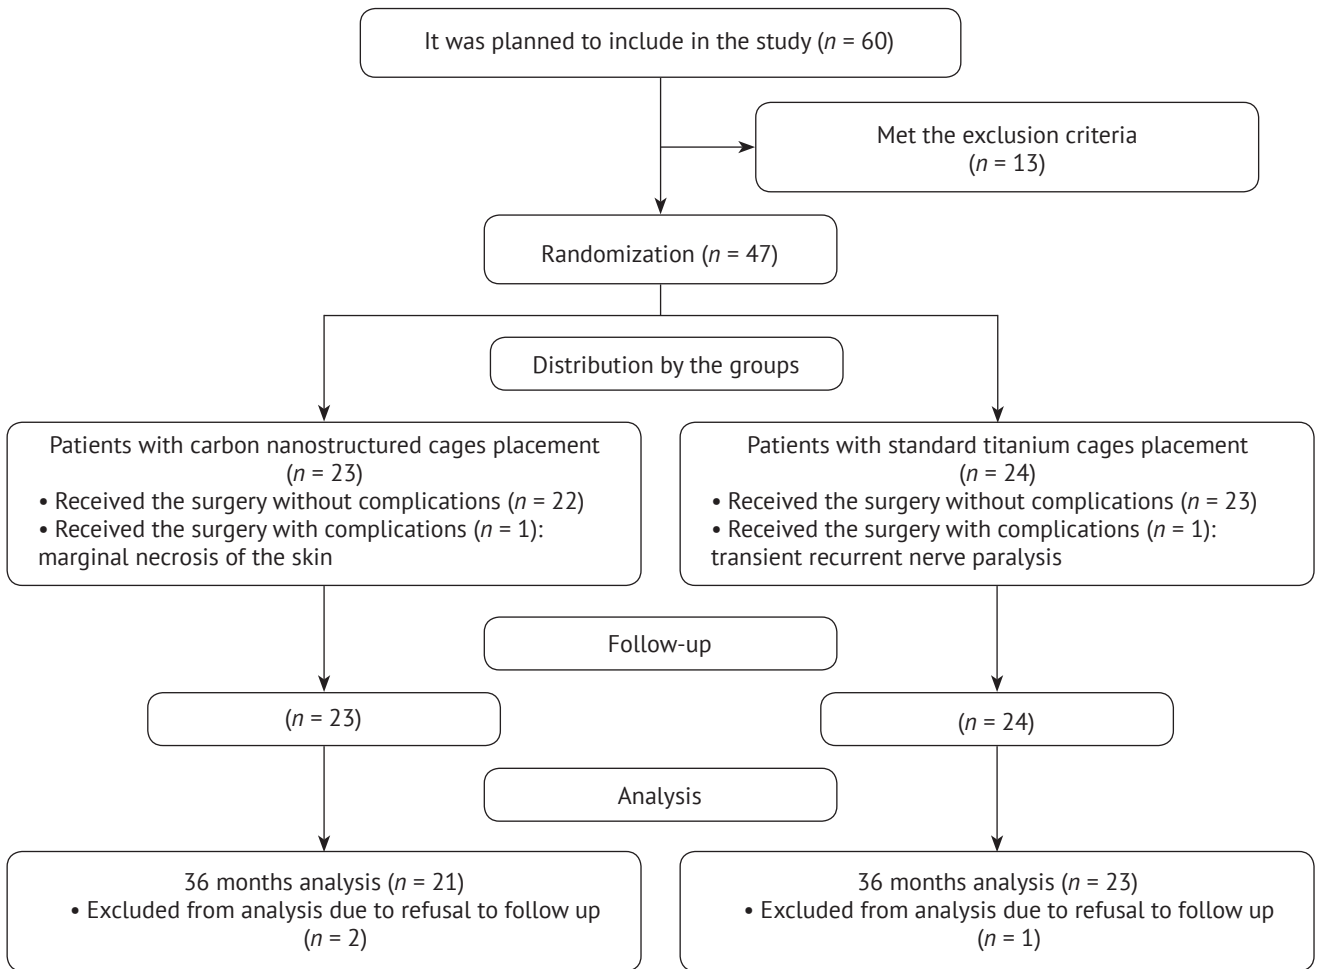 It was planned to include in the study (n = 60)
Met the exclusion criteria
(n = 13)
Randomization (n = 47)
Distribution by the groups
Patients with carbon nanostructured cages placement
(n = 23)
• Received the surgery without complications (n = 22)
• Received the surgery with complications (n = 1):
marginal necrosis of the skin
Patients with standard titanium cages placement
(n = 24)
• Received the surgery without complications (n = 23)
• Received the surgery with complications (n = 1):
transient recurrent nerve paralysis
Follow-up
(n = 23)
(n = 24)
Analysis
36 months analysis (n = 21)
• Excluded from analysis due to refusal to follow up
(n = 2)
36 months analysis (n = 23)
• Excluded from analysis due to refusal to follow up
(n = 1)